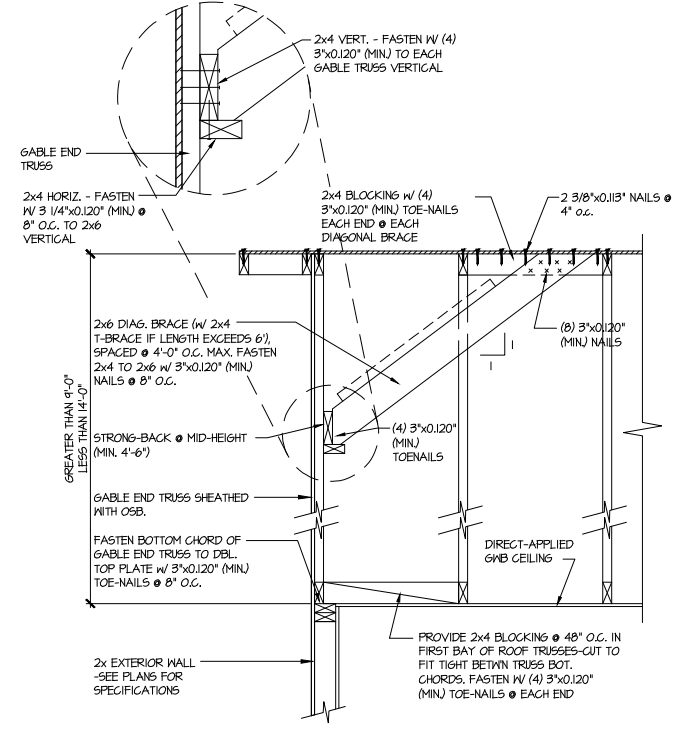 2x4 VERT. - FASTEN W/ (4)
3"x0.120" (MIN.) TO EACH
GABLE TRUSS VERTICAL
GABLE END
TRUSS
2x4 HORIZ. - FASTEN
W/ 3 1/4"x0.120" (MIN.) @
8" O.C. TO 2x6
VERTICAL
2x4 BLOCKING W/ (4)
3"x0.120" (MIN.) TOE-NAILS
EACH END @ EACH
DIAGONAL BRACE
2 3/8"x0.113" NAILS @
4" O.C.
2x6 DIAG. BRACE (W/ 2x4
T-BRACE IF LENGTH EXCEEDS 6'),
SPACED @ 4'-0" O.C. MAX. FASTEN
2x4 TO 2x6 W/ 3"x0.120" (MIN.)
NAILS @ 8" O.C.
(8) 3"x0.120"
(MIN.) NAILS
1
1
GREATER THAN 9'-0"
LESS THAN 14'-0"
STRONG-BACK @ MID-HEIGHT
(MIN. 4'-6")
(4) 3"x0.120"
(MIN.)
TOENAILS
GABLE END TRUSS SHEATHED
WITH OSB.
FASTEN BOTTOM CHORD OF
GABLE END TRUSS TO DBL.
TOP PLATE W/ 3"x0.120" (MIN.)
TOE-NAILS @ 8" O.C.
DIRECT-APPLIED
GWB CEILING
2x EXTERIOR WALL
-SEE PLANS FOR
SPECIFICATIONS
PROVIDE 2x4 BLOCKING @ 48" O.C. IN
FIRST BAY OF ROOF TRUSSES-CUT TO
FIT TIGHT BETW'N TRUSS BOT.
CHORDS. FASTEN W/ (4) 3"x0.120"
(MIN.) TOE-NAILS @ EACH END